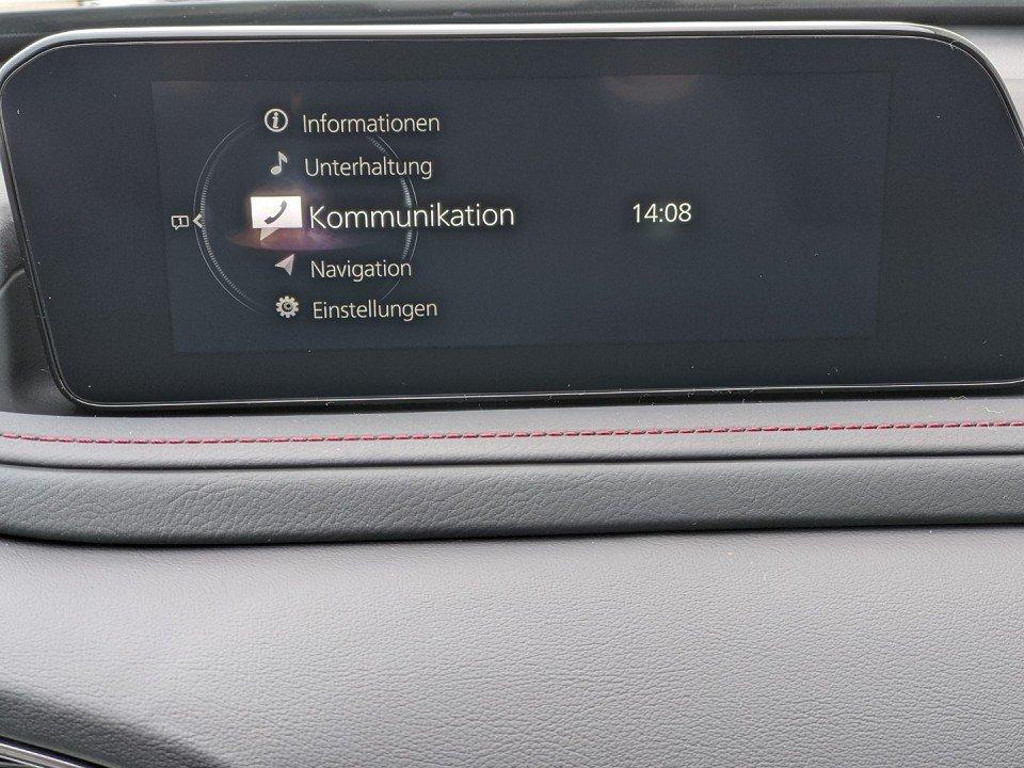 Informationen
Unterhaltung
Kommunikation
14:08
Navigation
Einstellungen